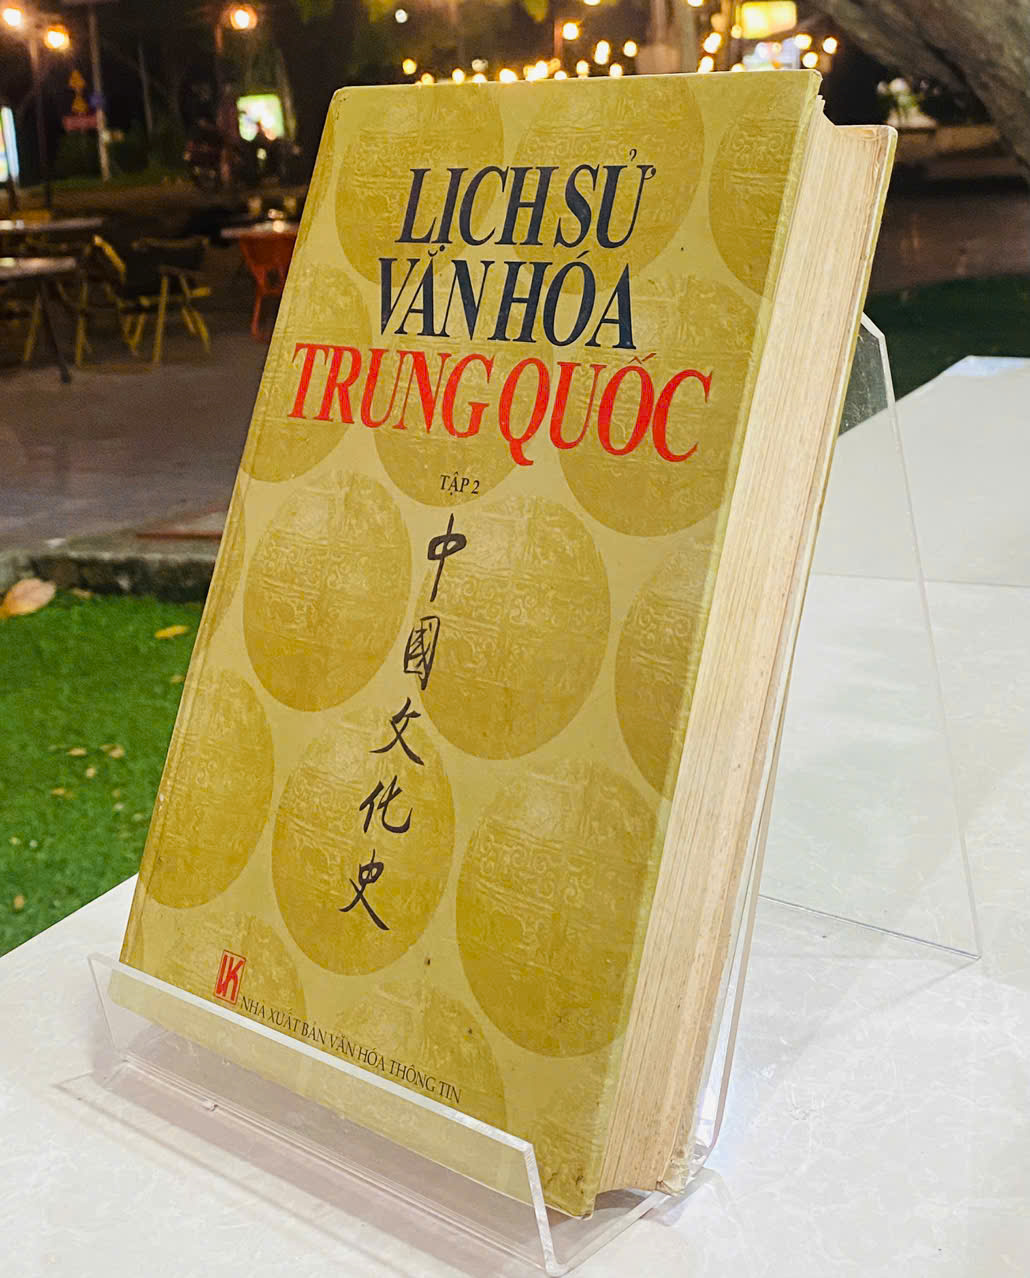 LỊCH SỬ
VĂN HÓA
TRUNG QUỐC
TẬP 2
中國文化史
NHÀ XUẤT BẢN VĂN HÓA THÔNG TIN